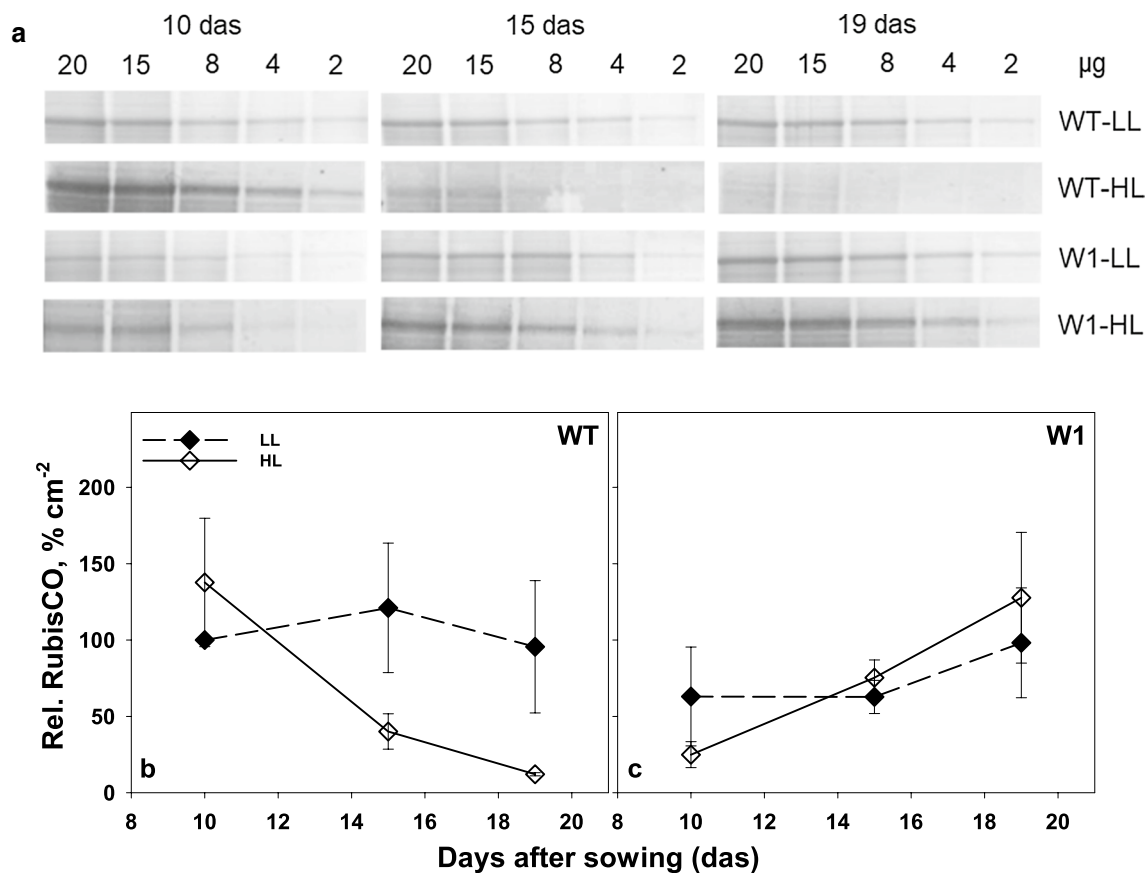 a
10 das 15 das 19 das
20 15 8 4 2 20 15 8 4 2 20 15 8 4 2 µg
WT-LL
WT-HL
W1-LL
W1-HL
LL
HL
WT
W1
Rel. RubisCO, % cm-2
200
150
100
50
0
b
c
8 10 12 14 16 18 20 8 10 12 14 16 18 20
Days after sowing (das)